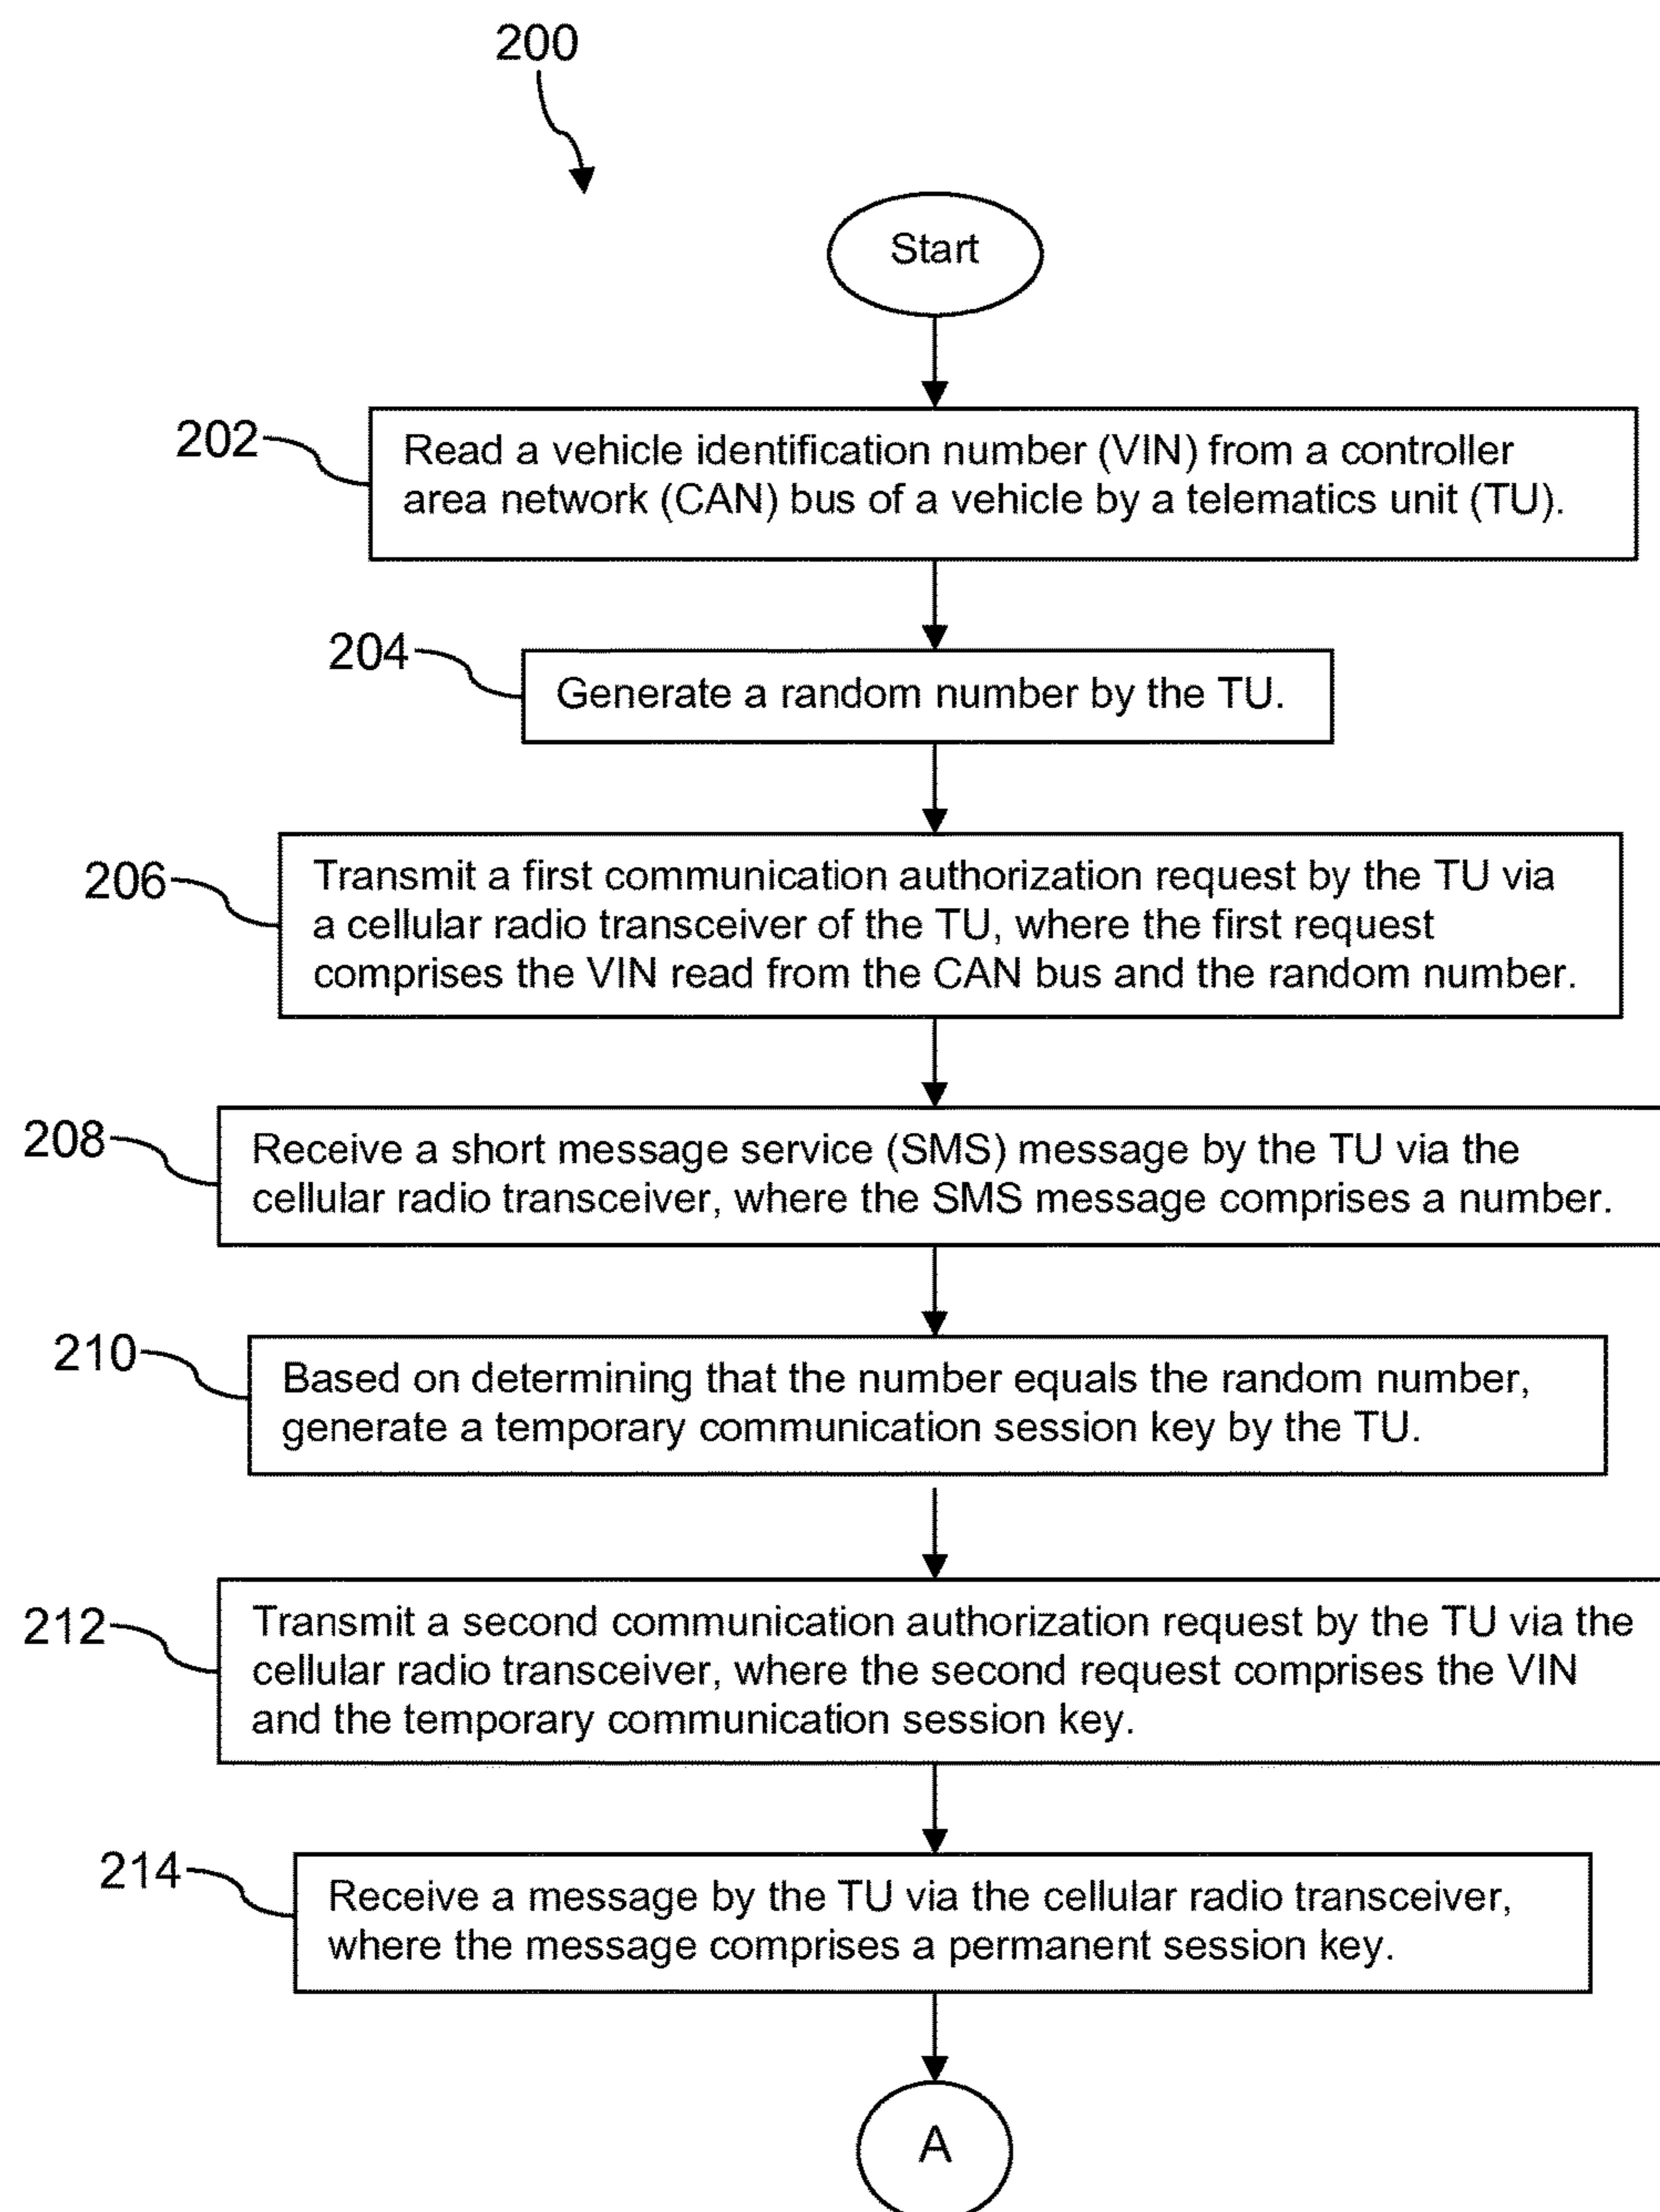 200
Start
202
Read a vehicle identification number (VIN) from a controller
area network (CAN) bus of a vehicle by a telematics unit (TU).
204
Generate a random number by the TU.
206
Transmit a first communication authorization request by the TU via
a cellular radio transceiver of the TU, where the first request
comprises the VIN read from the CAN bus and the random number.
208
Receive a short message service (SMS) message by the TU via the
cellular radio transceiver, where the SMS message comprises a number.
210
Based on determining that the number equals the random number,
generate a temporary communication session key by the TU.
212
Transmit a second communication authorization request by the TU via the
cellular radio transceiver, where the second request comprises the VIN
and the temporary communication session key.
214
Receive a message by the TU via the cellular radio transceiver,
where the message comprises a permanent session key.
A